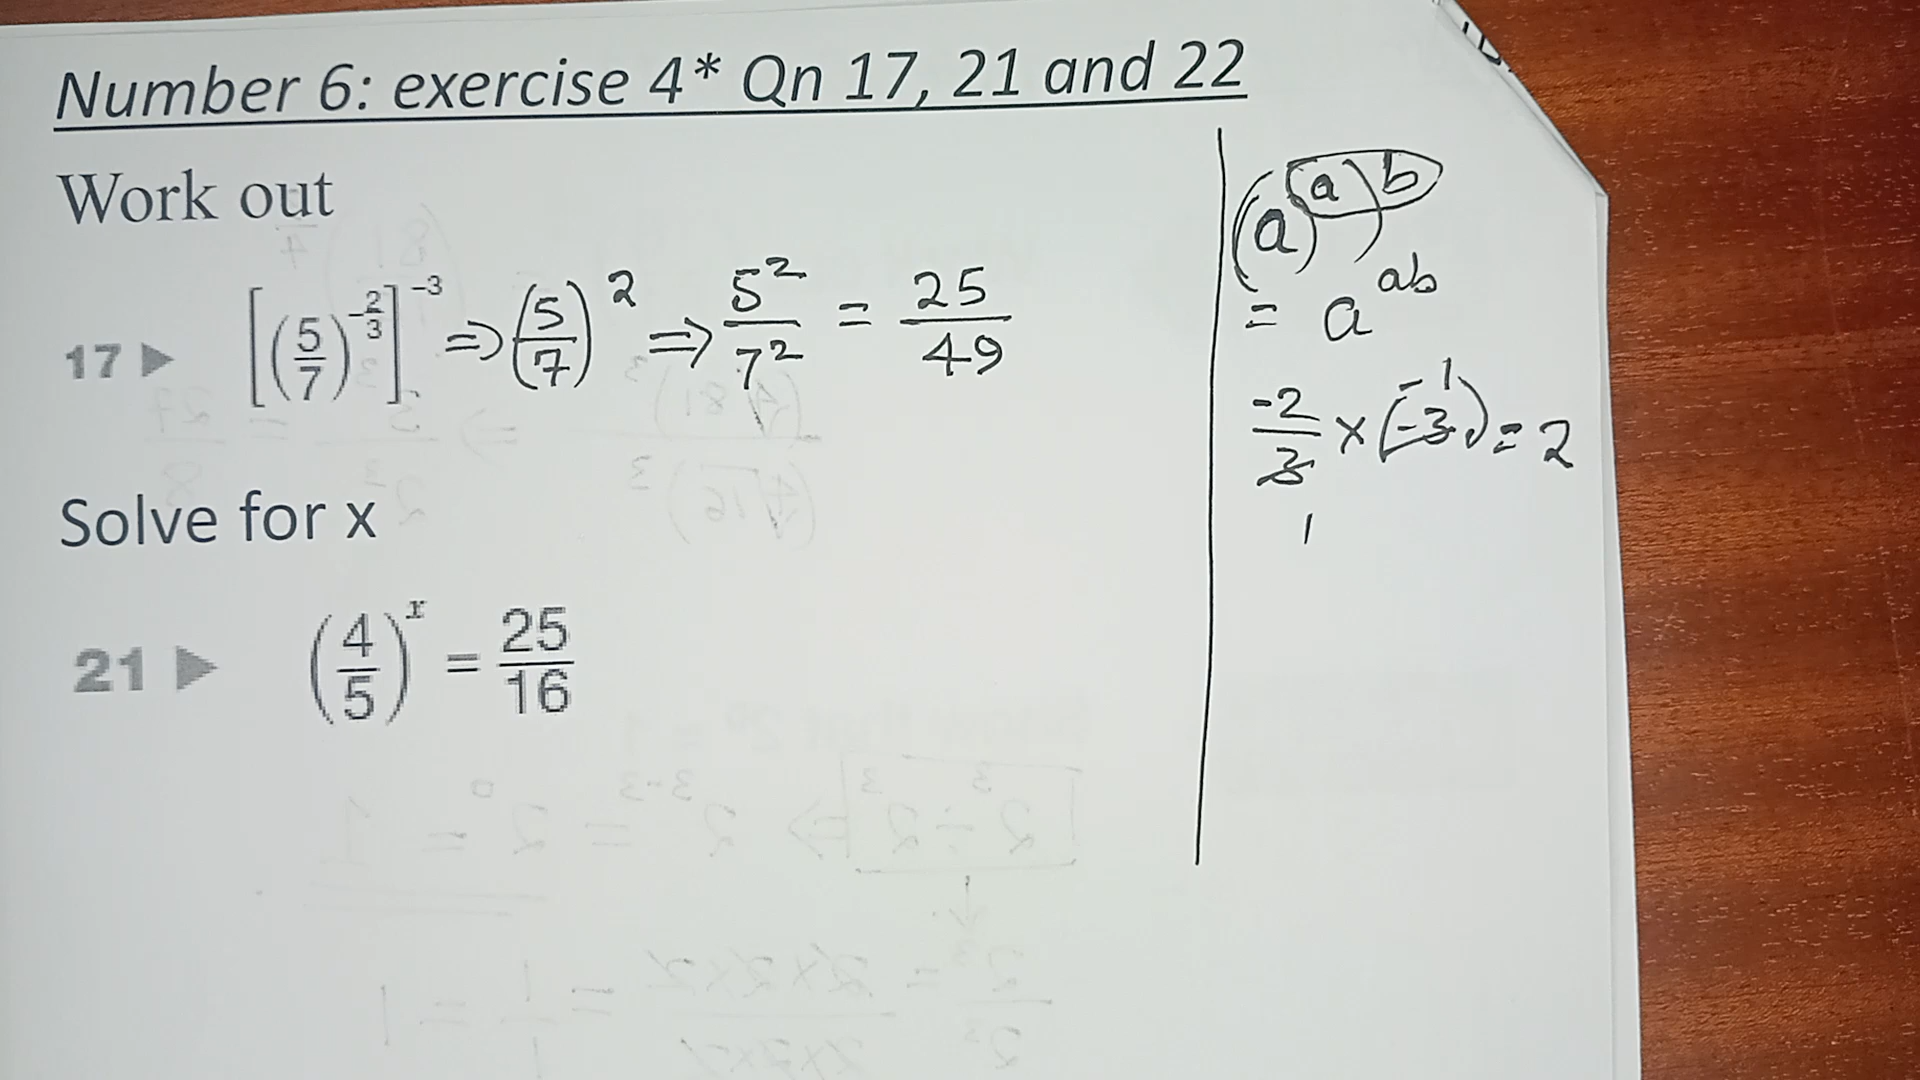 Number 6: exercise 4* Qn 17, 21 and 22
Work out
17 ▶ [(5/7)^(-2/3)]^(-3) ⇒ (5/7)^2 ⇒ 5^2/7^2 = 25/49
Solve for x
21 ▶ (4/5)^x = 25/16
((a)^a)^b
= a^(ab)
-2/3 × (-3) = 2
-1
1